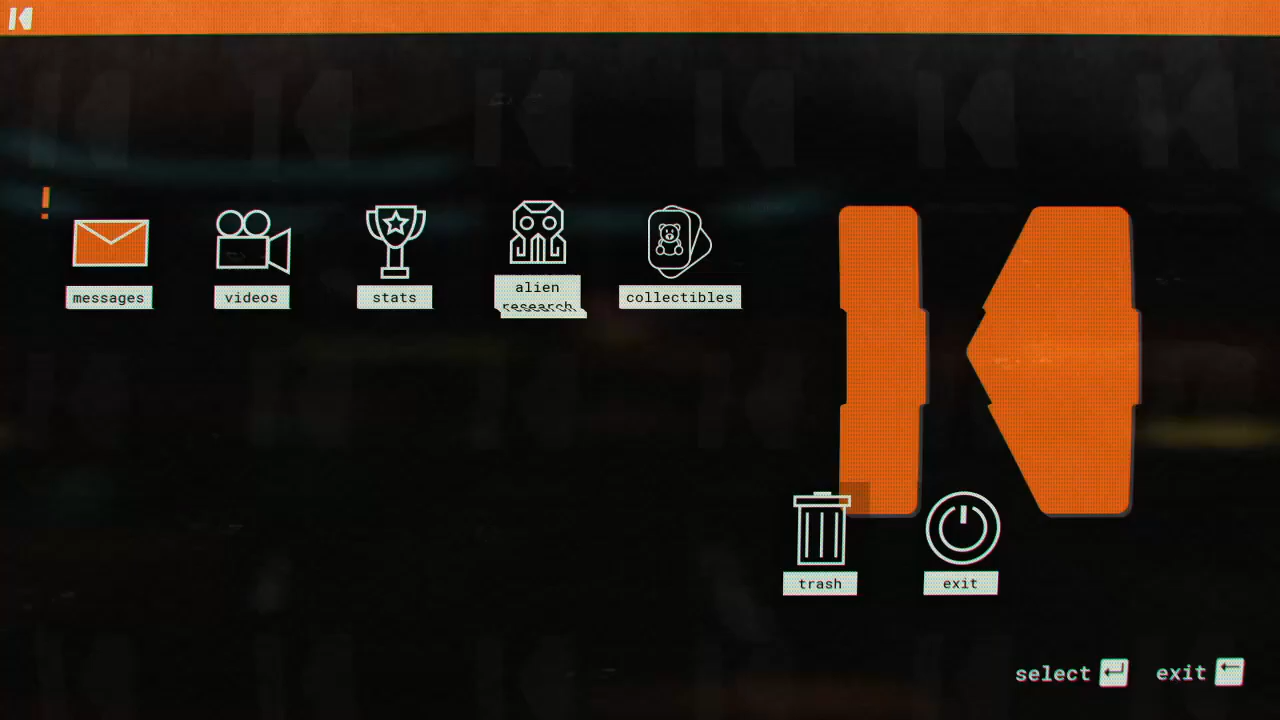 !
messages
videos
stats
alien
research
collectibles
trash
exit
select
exit